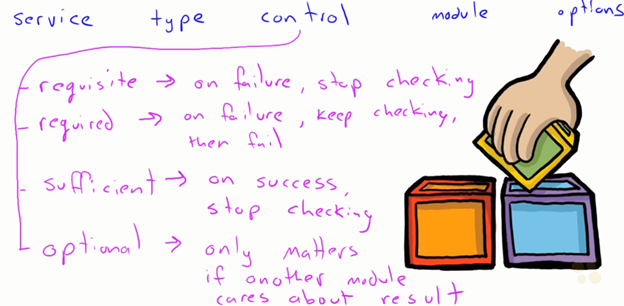 service type control module options
requisite → on failure, stop checking
required → on failure, keep checking,
then fail
sufficient → on success,
stop checking
optional → only matters
if another module
cares about result